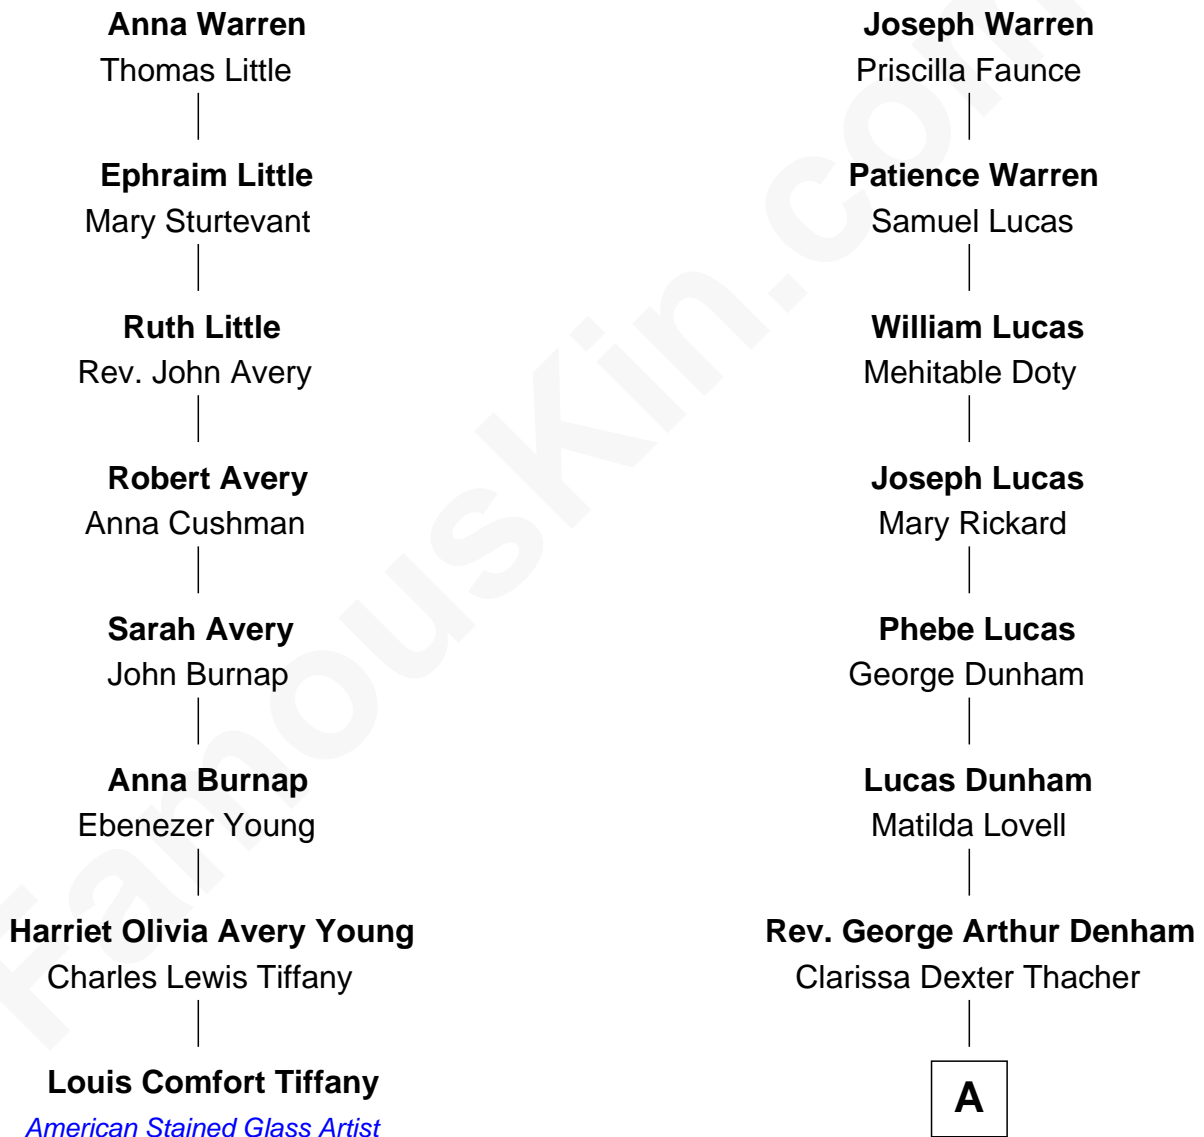 Anna Warren
Thomas Little
Ephraim Little
Mary Sturtevant
Ruth Little
Rev. John Avery
Robert Avery
Anna Cushman
Sarah Avery
John Burnap
Anna Burnap
Ebenezer Young
Harriet Olivia Avery Young
Charles Lewis Tiffany
Louis Comfort Tiffany
American Stained Glass Artist
Joseph Warren
Priscilla Faunce
Patience Warren
Samuel Lucas
William Lucas
Mehitable Doty
Joseph Lucas
Mary Rickard
Phebe Lucas
George Dunham
Lucas Dunham
Matilda Lovell
Rev. George Arthur Denham
Clarissa Dexter Thacher
A
FamousKin.com